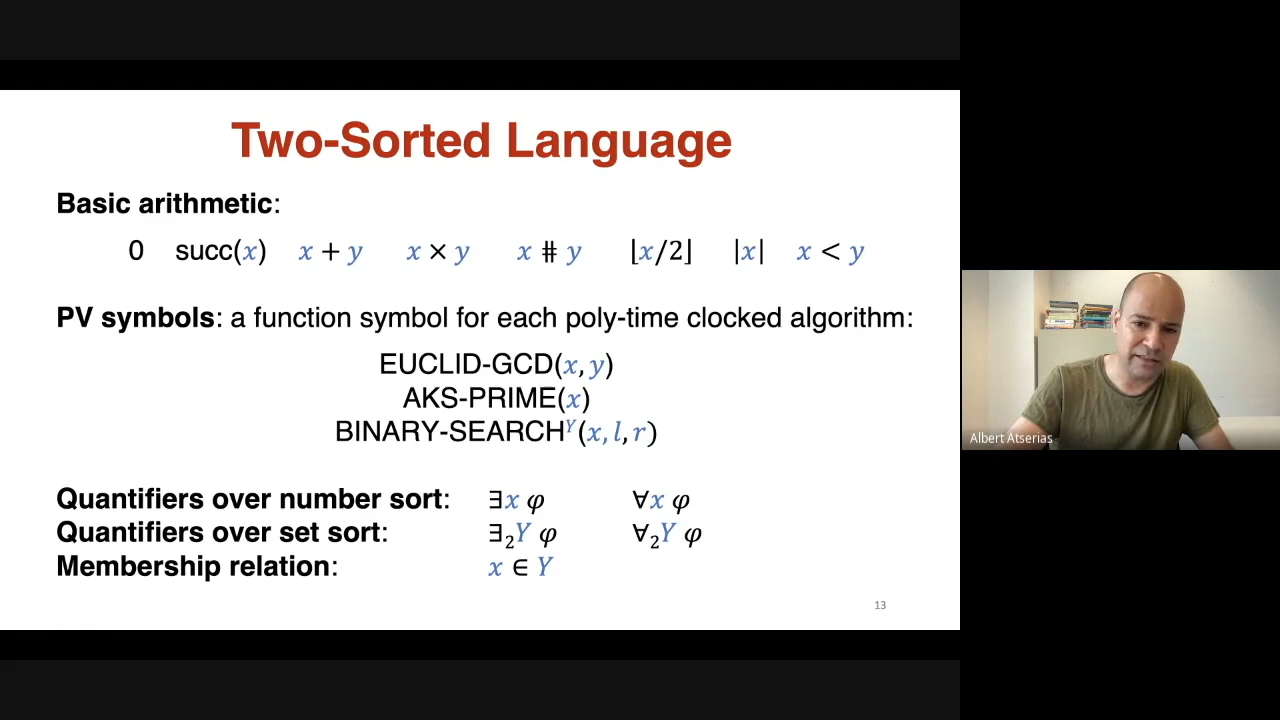 Two-Sorted Language
Basic arithmetic:
0 succ(x) x + y x × y x # y ⌊x/2⌋ |x| x < y
PV symbols: a function symbol for each poly-time clocked algorithm:
EUCLID-GCD(x, y)
AKS-PRIME(x)
BINARY-SEARCH^Y(x, l, r)
Quantifiers over number sort: ∃x φ ∀x φ
Quantifiers over set sort: ∃₂Y φ ∀₂Y φ
Membership relation: x ∈ Y
13
Albert Atserias